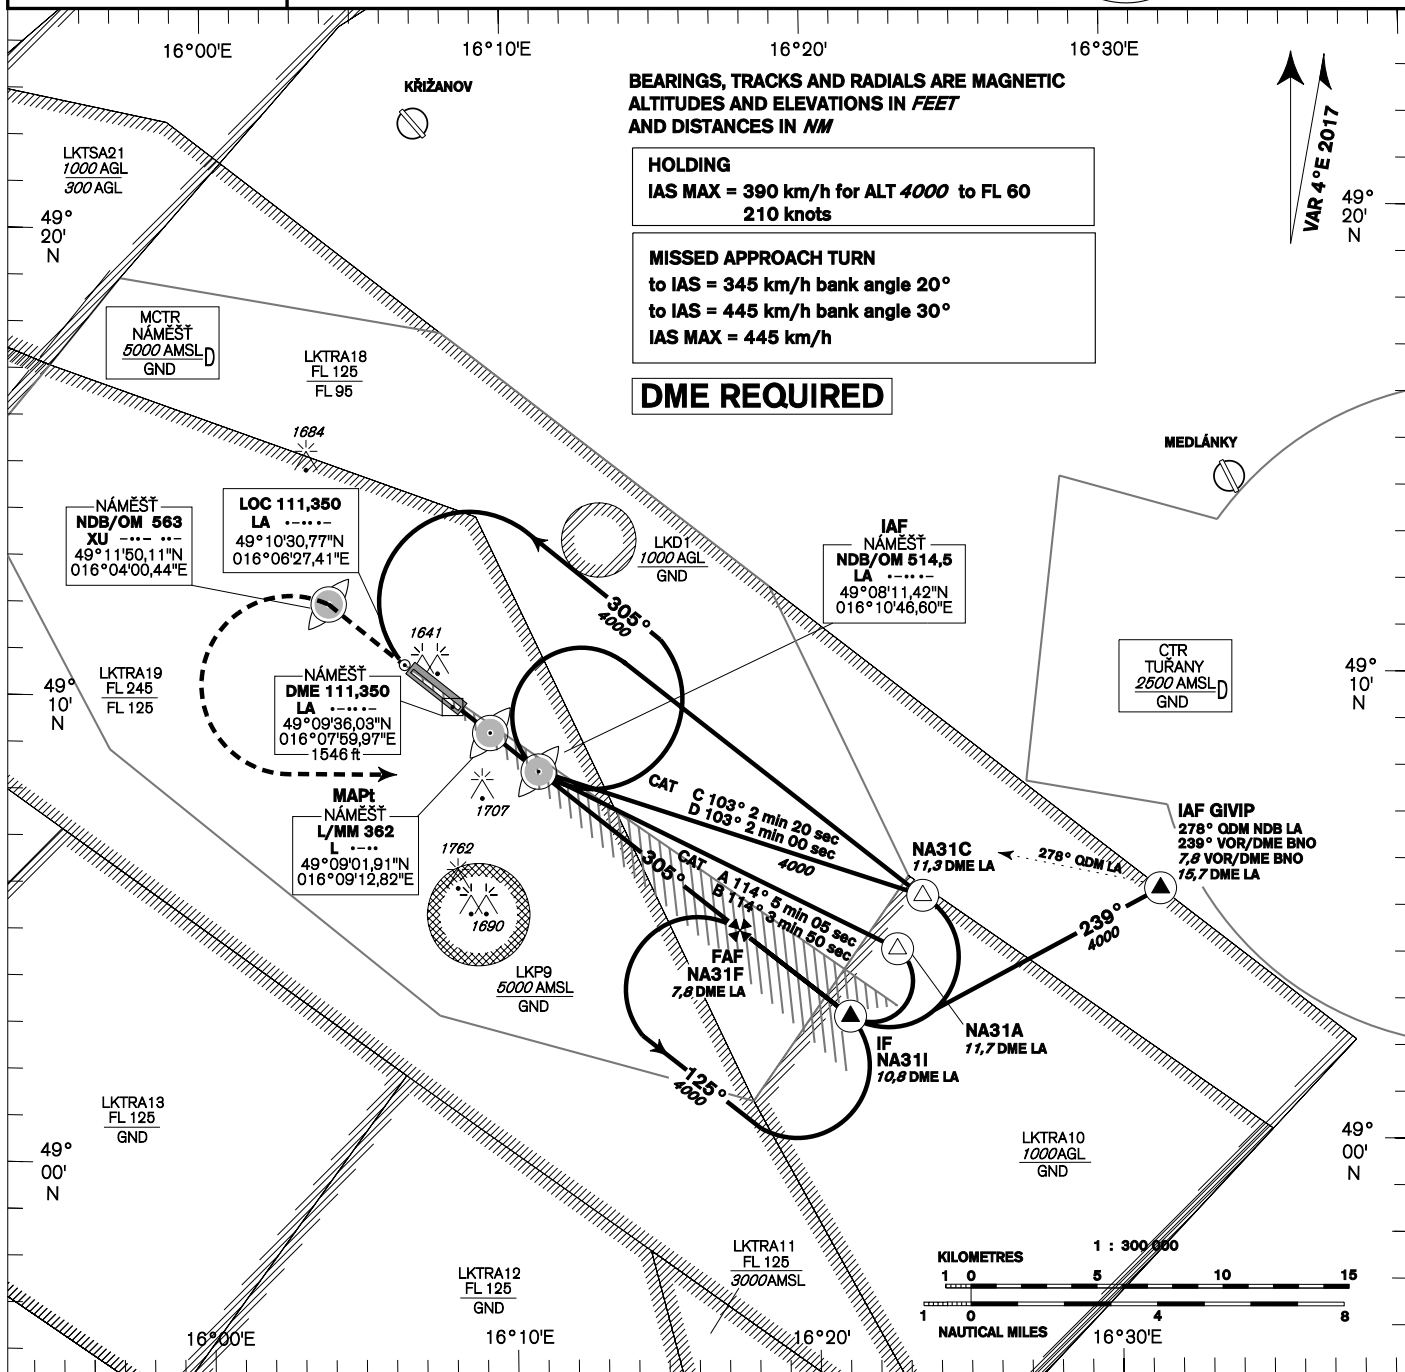 16°00'E
16°10'E
16°20'
16°30'E
KŘIŽANOV
BEARINGS, TRACKS AND RADIALS ARE MAGNETIC
ALTITUDES AND ELEVATIONS IN FEET
AND DISTANCES IN NM
VAR 4°E 2017
LKTSA21
1000 AGL
300 AGL
HOLDING
IAS MAX = 390 km/h for ALT 4000 to FL 60
210 knots
49°
20'
N
49°
20'
N
MISSED APPROACH TURN
to IAS = 345 km/h bank angle 20°
to IAS = 445 km/h bank angle 30°
IAS MAX = 445 km/h
MCTR
NÁMĚŠŤ
5000 AMSL
D
GND
LKTRA18
FL 125
FL 95
DME REQUIRED
1684
MEDLÁNKY
NÁMĚŠŤ
NDB/OM 563
XU -··- ··-
49°11'50,11"N
016°04'00,44"E
LOC 111,350
LA ·-·· ·-
49°10'30,77"N
016°06'27,41"E
LKD1
1000 AGL
GND
IAF
NÁMĚŠŤ
NDB/OM 514,5
LA ·-·· ·-
49°08'11,42"N
016°10'46,60"E
305°
4000
1641
CTR
TUŘANY
2500 AMSL
D
GND
LKTRA19
FL 245
FL 125
49°
10'
N
49°
10'
N
NÁMĚŠŤ
DME 111,350
LA ·-·· ·-
49°09'36,03"N
016°07'59,97"E
1546 ft
MAPt
NÁMĚŠŤ
L/MM 362
L ·-··
49°09'01,91"N
016°09'12,82"E
1707
1762
1690
CAT
C 103° 2 min 20 sec
D 103° 2 min 00 sec
4000
CAT
A 114° 5 min 05 sec
B 114° 3 min 50 sec
305°
NA31C
11,3 DME LA
278° QDM LA
IAF GIVIP
278° QDM NDB LA
239° VOR/DME BNO
7,8 VOR/DME BNO
15,7 DME LA
239°
4000
FAF
NA31F
7,8 DME LA
LKP9
5000 AMSL
GND
IF
NA31I
10,8 DME LA
NA31A
11,7 DME LA
125°
4000
LKTRA13
FL 125
GND
49°
00'
N
LKTRA10
1000AGL
GND
49°
00'
N
LKTRA12
FL 125
GND
LKTRA11
FL 125
3000AMSL
1 : 300 000
KILOMETRES
1 0 5 10 15
1 0 4 8
NAUTICAL MILES
16°00'E
16°10'E
16°20'
16°30'E